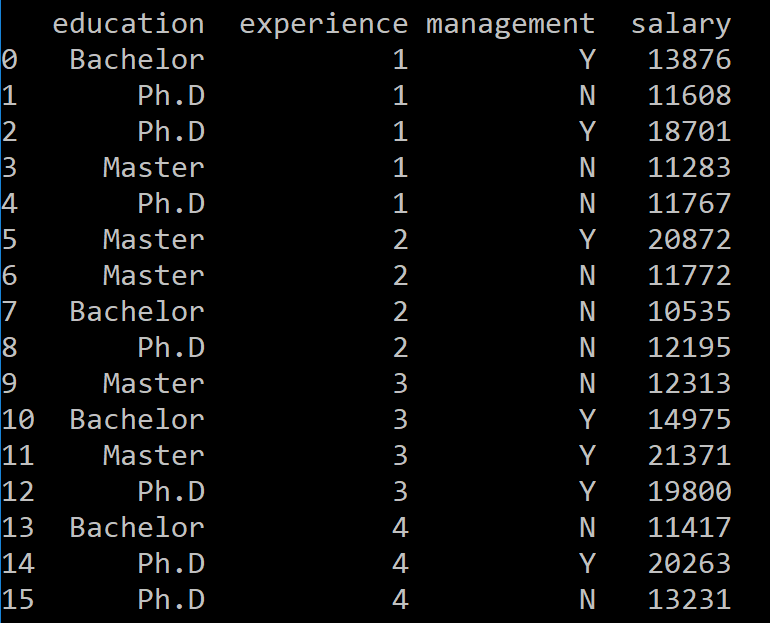 education experience management salary
0 Bachelor 1 Y 13876
1 Ph.D 1 N 11608
2 Ph.D 1 Y 18701
3 Master 1 N 11283
4 Ph.D 1 N 11767
5 Master 2 Y 20872
6 Master 2 N 11772
7 Bachelor 2 N 10535
8 Ph.D 2 N 12195
9 Master 3 N 12313
10 Bachelor 3 Y 14975
11 Master 3 Y 21371
12 Ph.D 3 Y 19800
13 Bachelor 4 N 11417
14 Ph.D 4 Y 20263
15 Ph.D 4 N 13231